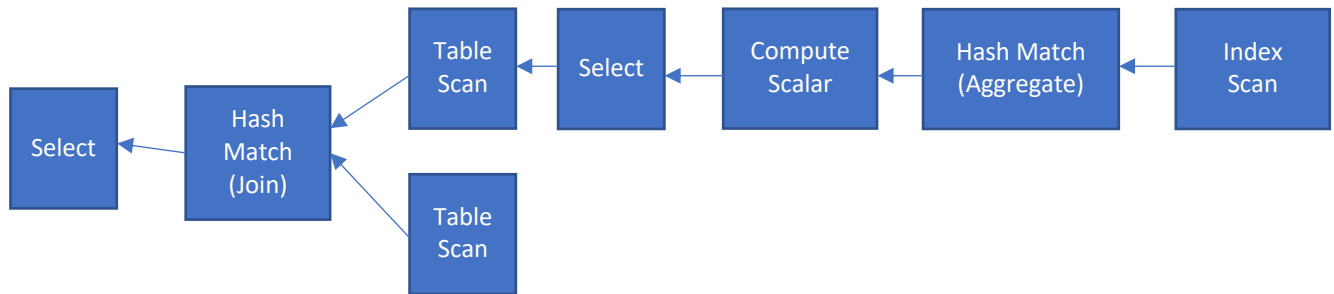 Select
Hash
Match
(Join)
Table
Scan
Select
Compute
Scalar
Hash Match
(Aggregate)
Index
Scan
Table
Scan